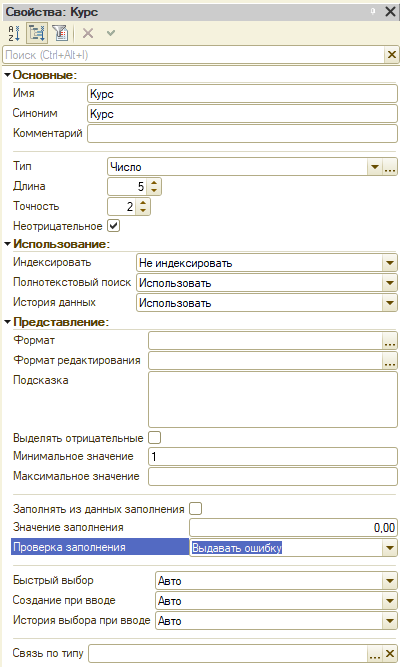 Свойства: Курс
Поиск (Ctrl+Alt+I)
Основные:
Имя Курс
Синоним Курс
Комментарий
Тип Число
Длина 5
Точность 2
Неотрицательное
Использование:
Индексировать Не индексировать
Полнотекстовый поиск Использовать
История данных Использовать
Представление:
Формат
Формат редактирования
Подсказка
Выделять отрицательные
Минимальное значение 1
Максимальное значение
Заполнять из данных заполнения
Значение заполнения 0,00
Проверка заполнения Выдавать ошибку
Быстрый выбор Авто
Создание при вводе Авто
История выбора при вводе Авто
Связь по типу